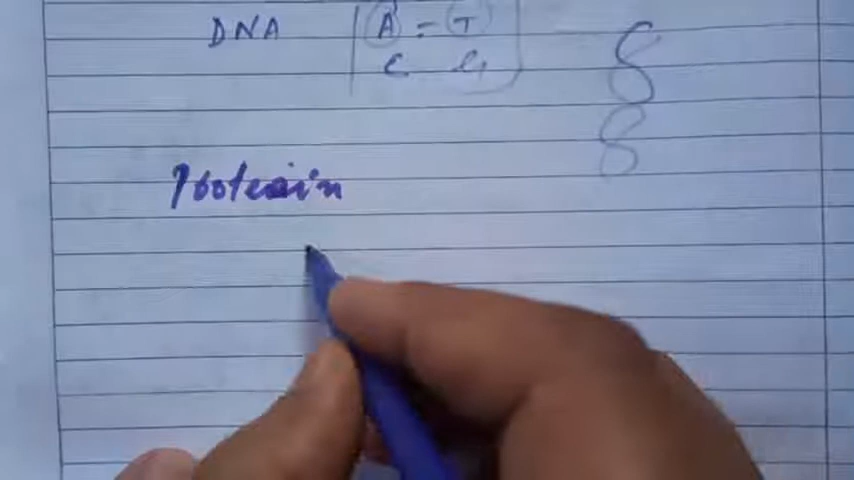 DNA A = T
C G
Protein